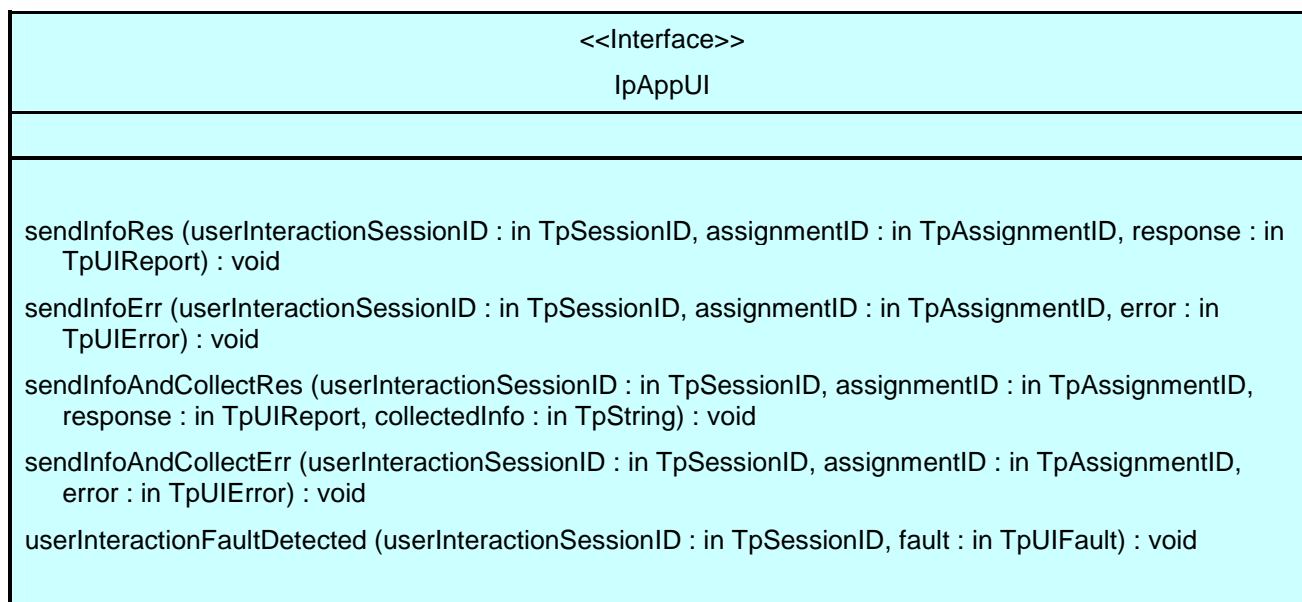 <<Interface>>
IpAppUI
sendInfoRes (userInteractionSessionID : in TpSessionID, assignmentID : in TpAssignmentID, response : in
TpUIReport) : void
sendInfoErr (userInteractionSessionID : in TpSessionID, assignmentID : in TpAssignmentID, error : in
TpUIError) : void
sendInfoAndCollectRes (userInteractionSessionID : in TpSessionID, assignmentID : in TpAssignmentID,
response : in TpUIReport, collectedInfo : in TpString) : void
sendInfoAndCollectErr (userInteractionSessionID : in TpSessionID, assignmentID : in TpAssignmentID,
error : in TpUIError) : void
userInteractionFaultDetected (userInteractionSessionID : in TpSessionID, fault : in TpUIFault) : void